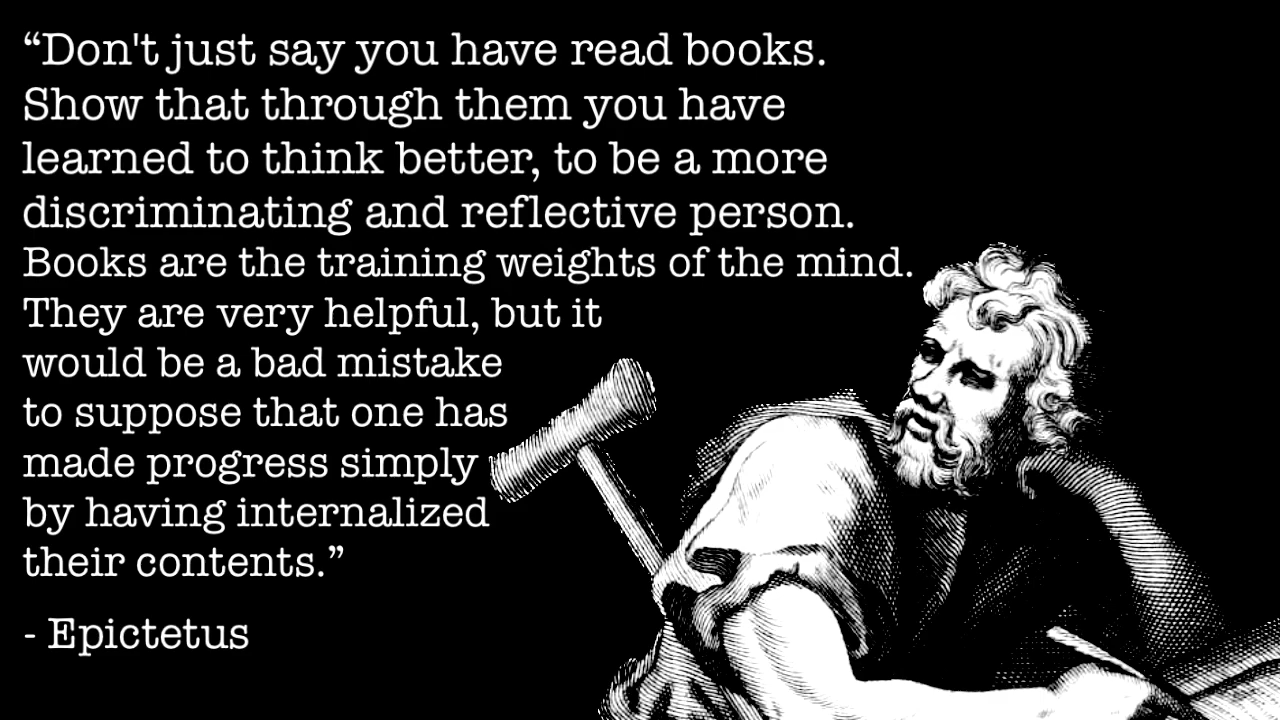 “Don't just say you have read books.
Show that through them you have
learned to think better, to be a more
discriminating and reflective person.
Books are the training weights of the mind.
They are very helpful, but it
would be a bad mistake
to suppose that one has
made progress simply
by having internalized
their contents.”
- Epictetus